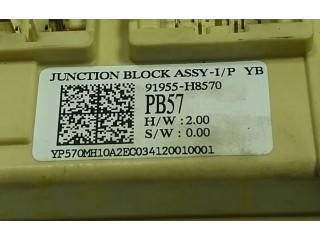 JUNCTION BLOCK ASSY-I/P YB
91955-H8570
PB57
H/W : 2.00
S/W : 0.00
YP570MH10A2EC034120010001